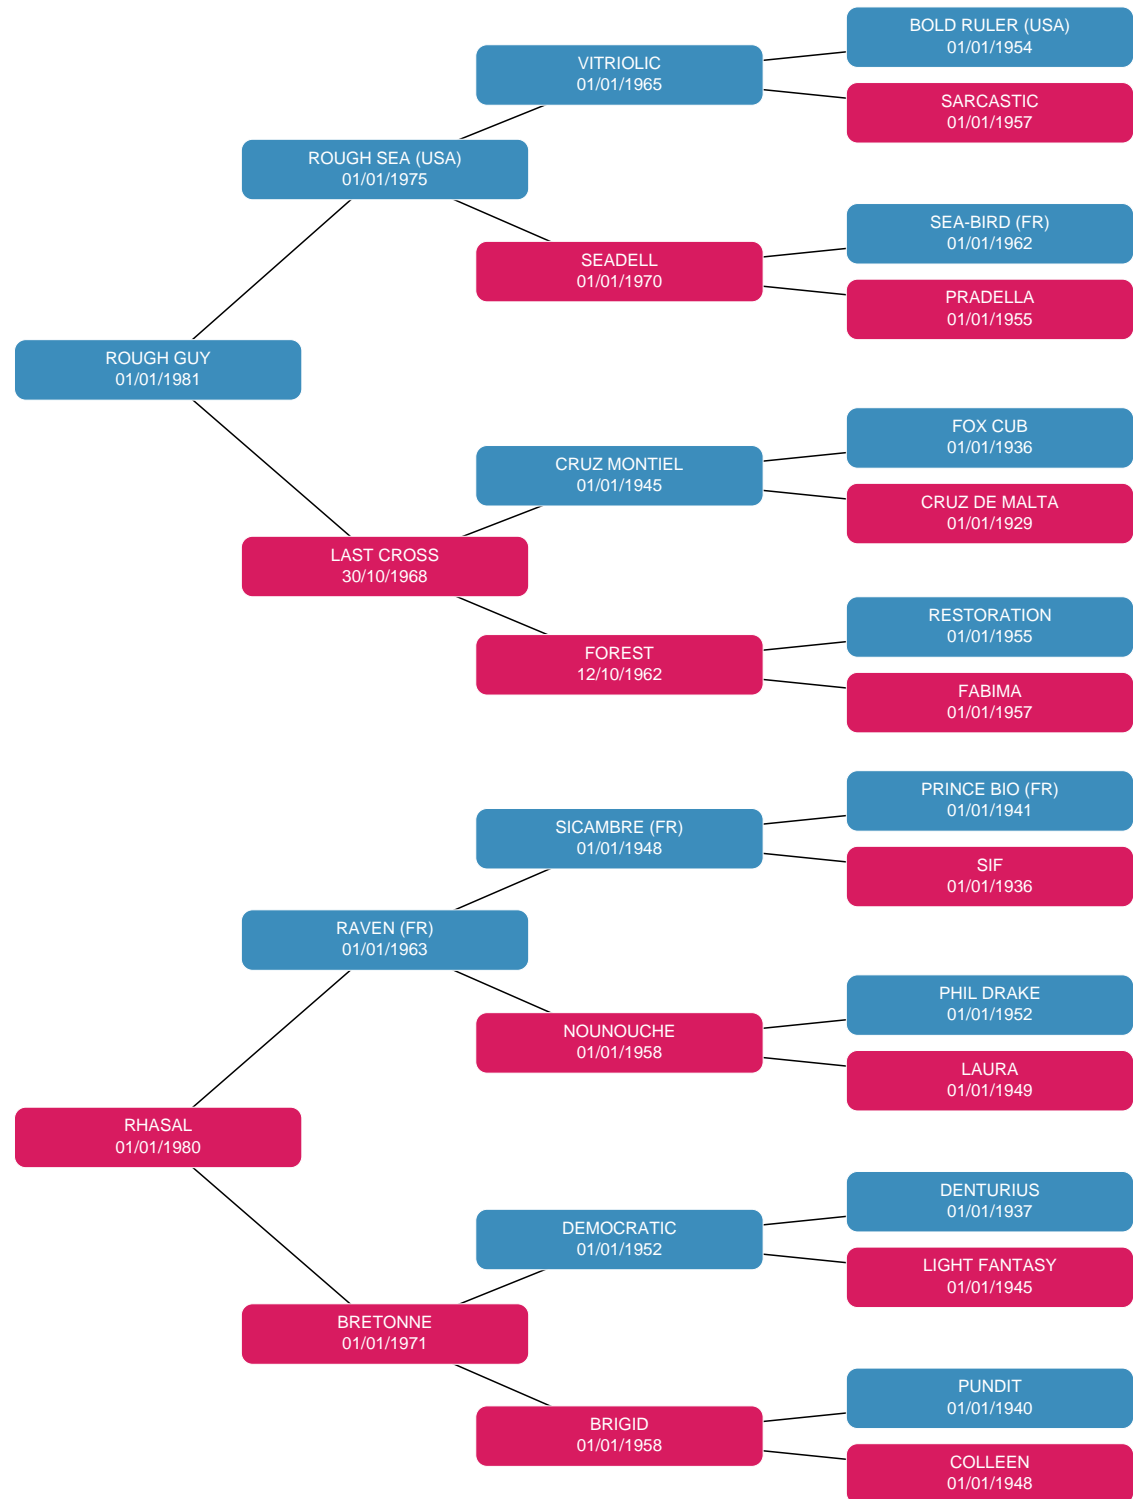 BOLD RULER (USA)
01/01/1954
VITRIOLIC
01/01/1965
SARCASTIC
01/01/1957
ROUGH SEA (USA)
01/01/1975
SEA-BIRD (FR)
01/01/1962
SEADELL
01/01/1970
PRADELLA
01/01/1955
ROUGH GUY
01/01/1981
FOX CUB
01/01/1936
CRUZ MONTIEL
01/01/1945
CRUZ DE MALTA
01/01/1929
LAST CROSS
30/10/1968
RESTORATION
01/01/1955
FOREST
12/10/1962
FABIMA
01/01/1957
PRINCE BIO (FR)
01/01/1941
SICAMBRE (FR)
01/01/1948
SIF
01/01/1936
RAVEN (FR)
01/01/1963
PHIL DRAKE
01/01/1952
NOUNOUCHE
01/01/1958
LAURA
01/01/1949
RHASAL
01/01/1980
DENTURIUS
01/01/1937
DEMOCRATIC
01/01/1952
LIGHT FANTASY
01/01/1945
BRETONNE
01/01/1971
PUNDIT
01/01/1940
BRIGID
01/01/1958
COLLEEN
01/01/1948